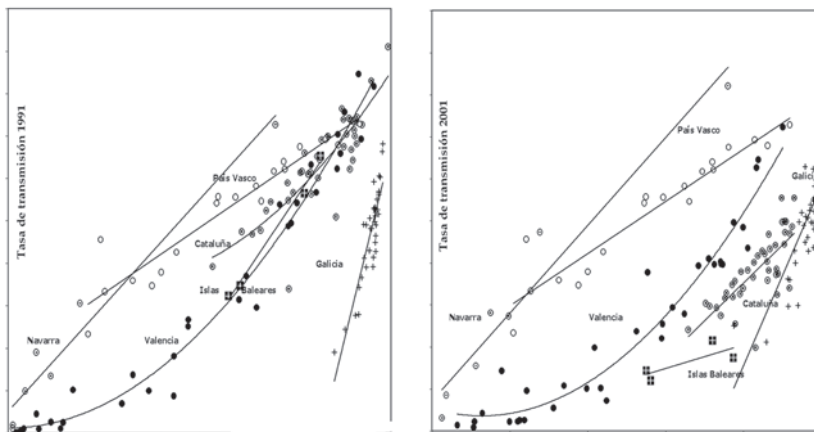 Tasa de transmisión 1991
País Vasco
Cataluña
Galicia
Islas Baleares
Navarra
Valencia
Tasa de transmisión 2001
País Vasco
Galicia
Navarra
Valencia
Cataluña
Islas Baleares